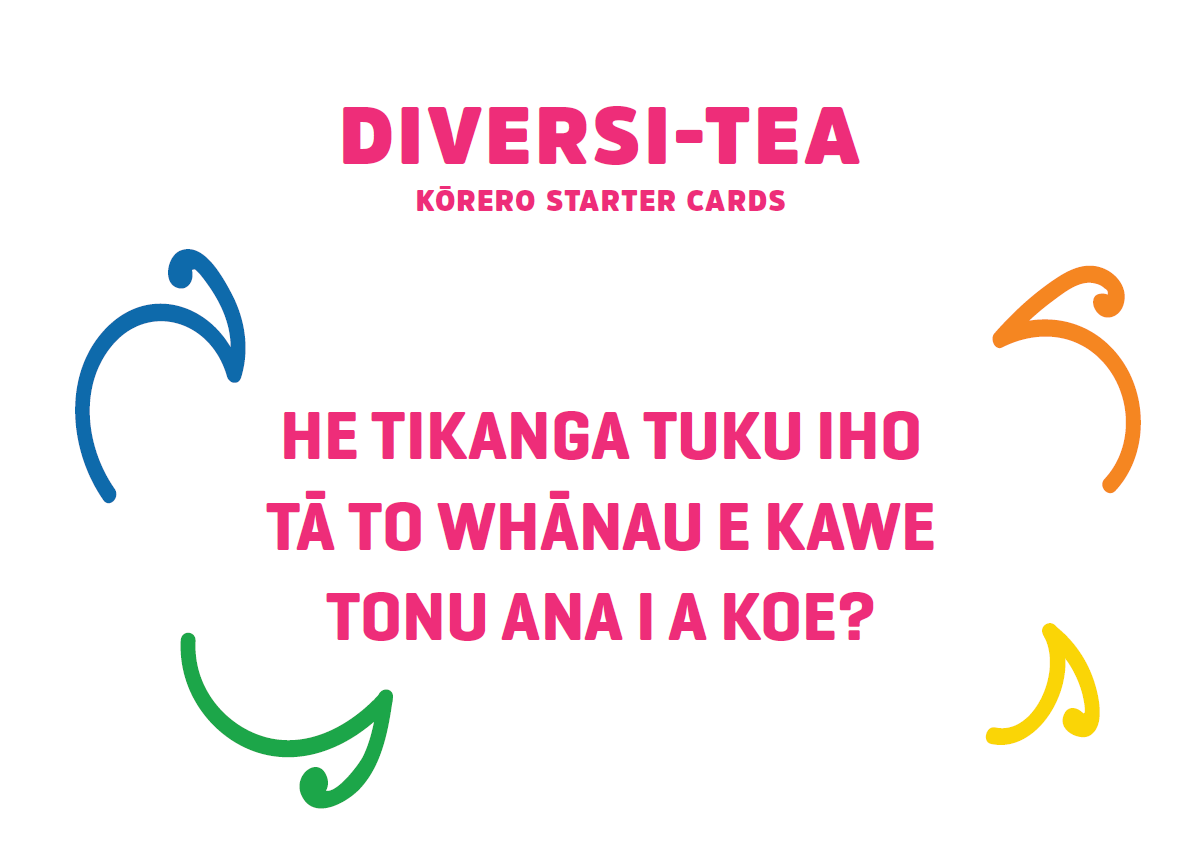 DIVERSI-TEA
KŌRERO STARTER CARDS
HE TIKANGA TUKU IHO
TĀ TO WHĀNAU E KAWE
TONU ANA I A KOE?